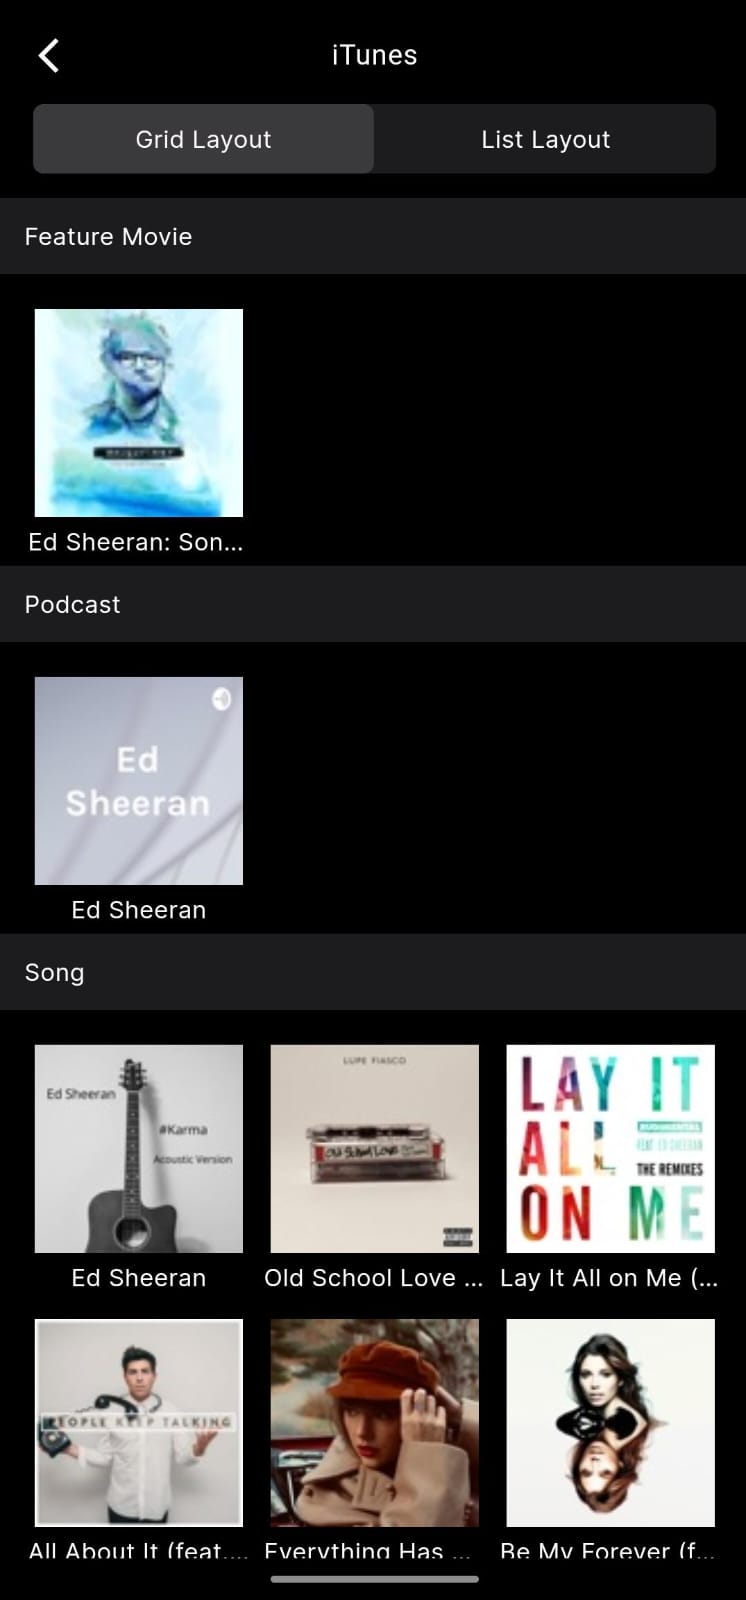 iTunes
Grid Layout
List Layout
Feature Movie
Ed Sheeran: Son...
Podcast
Ed
Sheeran
Ed Sheeran
Song
Ed Sheeran
#Karma
Acoustic Version
LUPE FIASCO
Old School Love
LAY IT
ALL
RUDIMENTAL
FEAT. ED SHEERAN
THE REMIXES
ON ME
Ed Sheeran
Old School Love ...
Lay It All on Me (...
PEOPLE KEEP TALKING
All About It (feat....
Everything Has ...
Be My Forever (f...